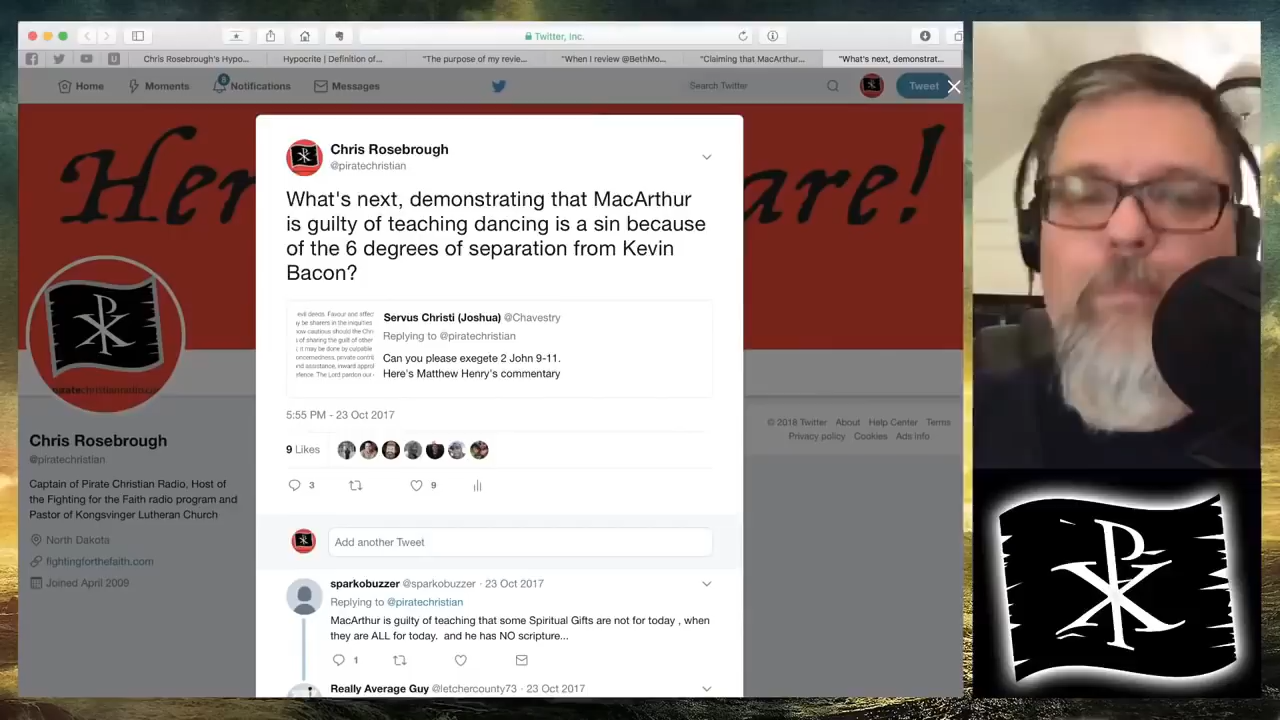 Twitter, Inc.
Chris Rosebrough's Hypo...
Hypocrite | Definition of...
"The purpose of my revie...
"When I review @BethMo...
"Claiming that MacArthur...
"What's next, demonstrat...
Home
Moments
Notifications
Messages
Search Twitter
Tweet
Her
are!
Chris Rosebrough
@piratechristian
What's next, demonstrating that MacArthur
is guilty of teaching dancing is a sin because
of the 6 degrees of separation from Kevin
Bacon?
Servus Christi (Joshua) @Chavestry
Replying to @piratechristian
Can you please exegete 2 John 9-11.
Here's Matthew Henry's commentary
5:55 PM - 23 Oct 2017
9 Likes
3
9
Add another Tweet
sparkobuzzer @sparkobuzzer · 23 Oct 2017
Replying to @piratechristian
MacArthur is guilty of teaching that some Spiritual Gifts are not for today , when
they are ALL for today. and he has NO scripture...
1
Really Average Guy @letchercounty73 · 23 Oct 2017
Chris Rosebrough
@piratechristian
Captain of Pirate Christian Radio, Host of
the Fighting for the Faith radio program and
Pastor of Kongsvinger Lutheran Church
North Dakota
fightingforthefaith.com
Joined April 2009
© 2018 Twitter About Help Center Terms
Privacy policy Cookies Ads info